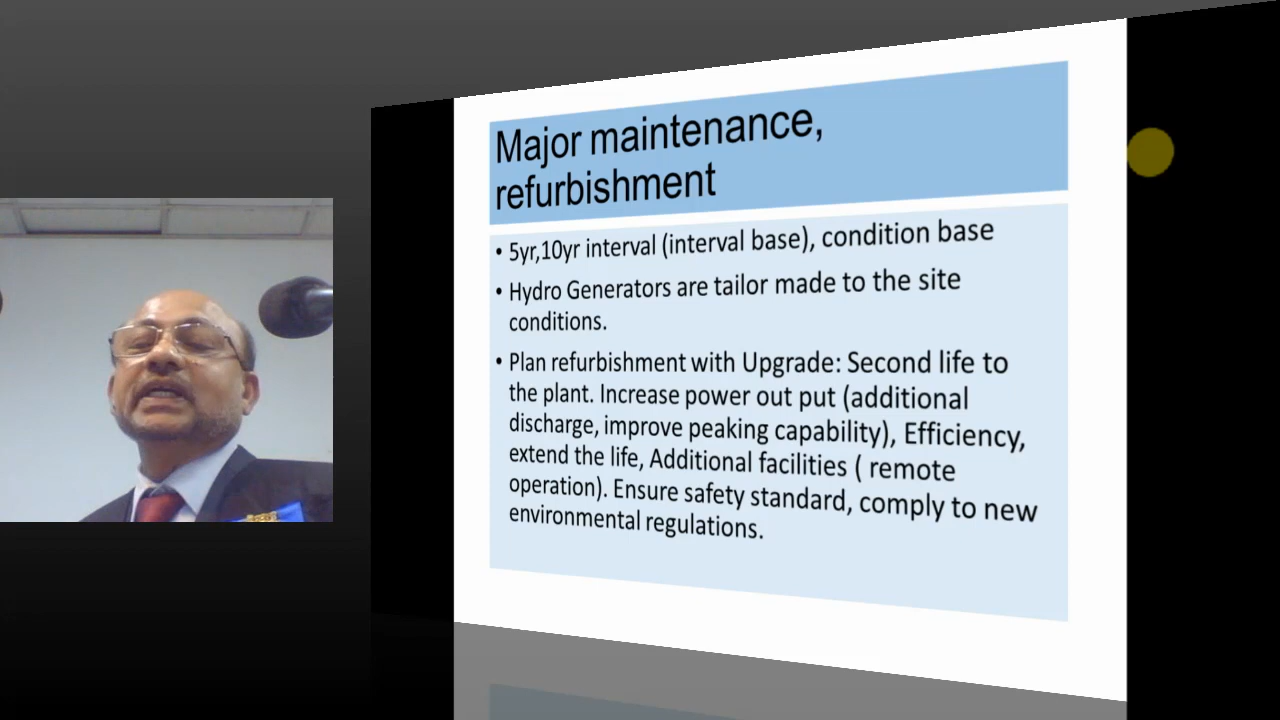 Major maintenance,
refurbishment
• 5yr,10yr interval (interval base), condition base
• Hydro Generators are tailor made to the site
conditions.
• Plan refurbishment with Upgrade: Second life to
the plant. Increase power out put (additional
discharge, improve peaking capability), Efficiency,
extend the life, Additional facilities ( remote
operation). Ensure safety standard, comply to new
environmental regulations.